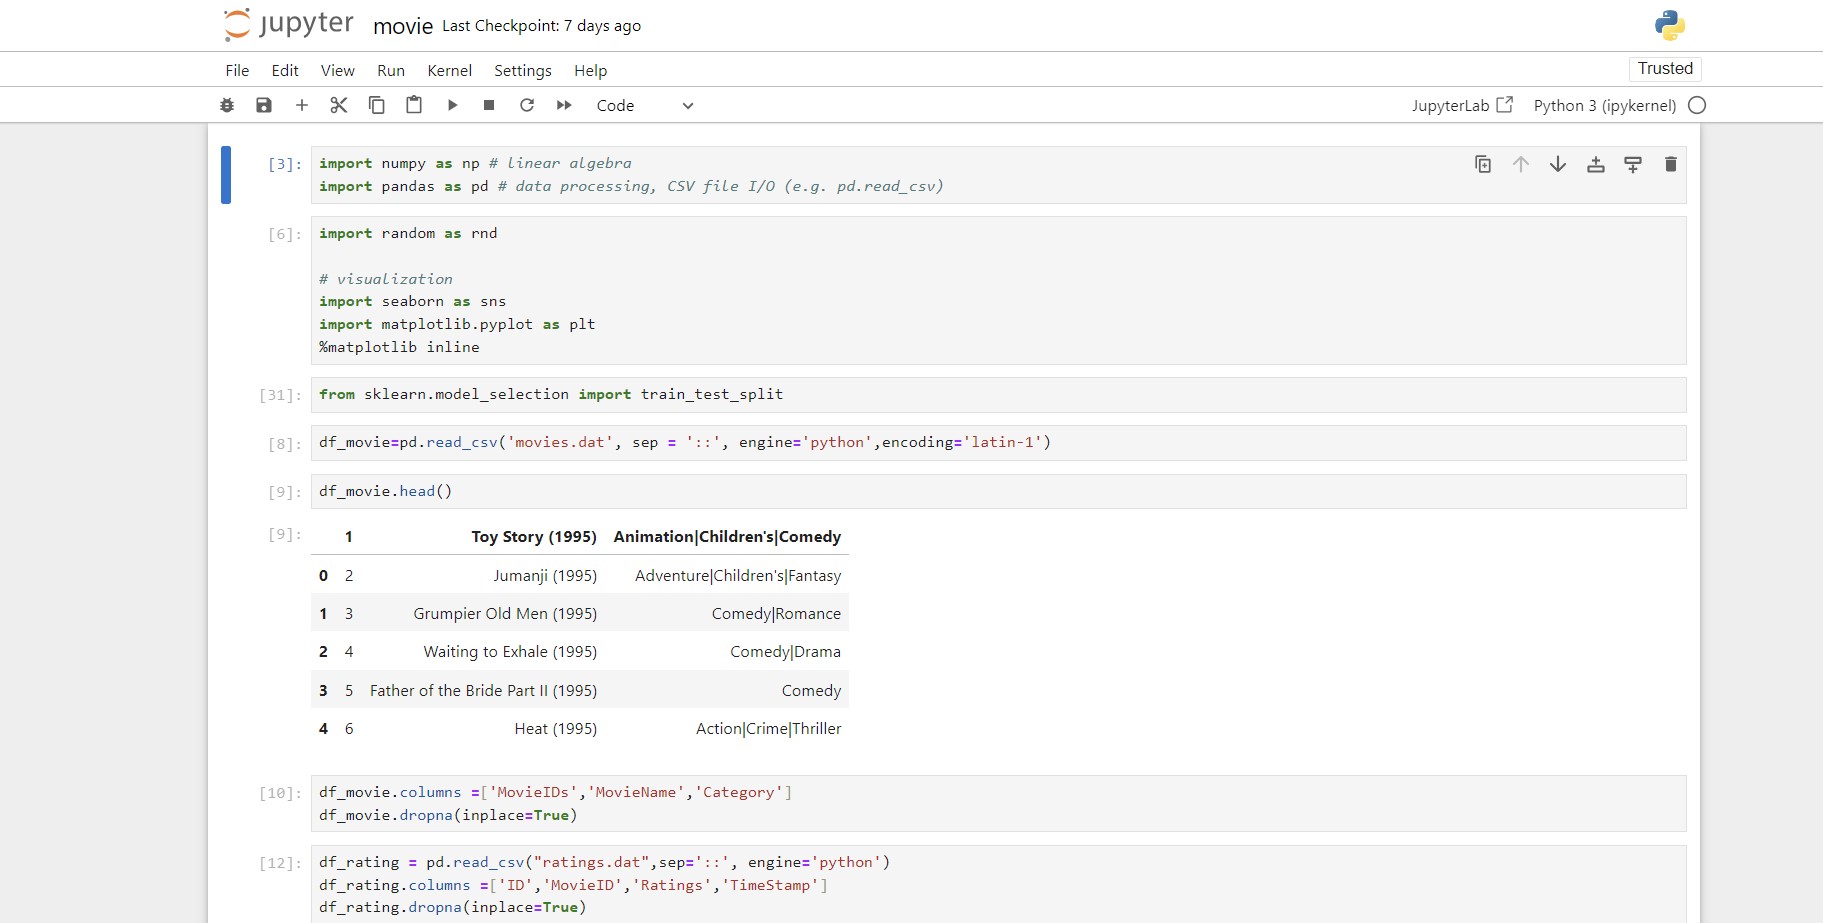 jupyter movie Last Checkpoint: 7 days ago
File Edit View Run Kernel Settings Help Trusted
Code JupyterLab Python 3 (ipykernel)
[3]: import numpy as np # linear algebra
import pandas as pd # data processing, CSV file I/O (e.g. pd.read_csv)
[6]: import random as rnd
# visualization
import seaborn as sns
import matplotlib.pyplot as plt
%matplotlib inline
[31]: from sklearn.model_selection import train_test_split
[8]: df_movie=pd.read_csv('movies.dat', sep = '::', engine='python',encoding='latin-1')
[9]: df_movie.head()
[9]: 1 Toy Story (1995) Animation|Children's|Comedy
0 2 Jumanji (1995) Adventure|Children's|Fantasy
1 3 Grumpier Old Men (1995) Comedy|Romance
2 4 Waiting to Exhale (1995) Comedy|Drama
3 5 Father of the Bride Part II (1995) Comedy
4 6 Heat (1995) Action|Crime|Thriller
[10]: df_movie.columns =['MovieIDs','MovieName','Category']
df_movie.dropna(inplace=True)
[12]: df_rating = pd.read_csv("ratings.dat",sep='::', engine='python')
df_rating.columns =['ID','MovieID','Ratings','TimeStamp']
df_rating.dropna(inplace=True)